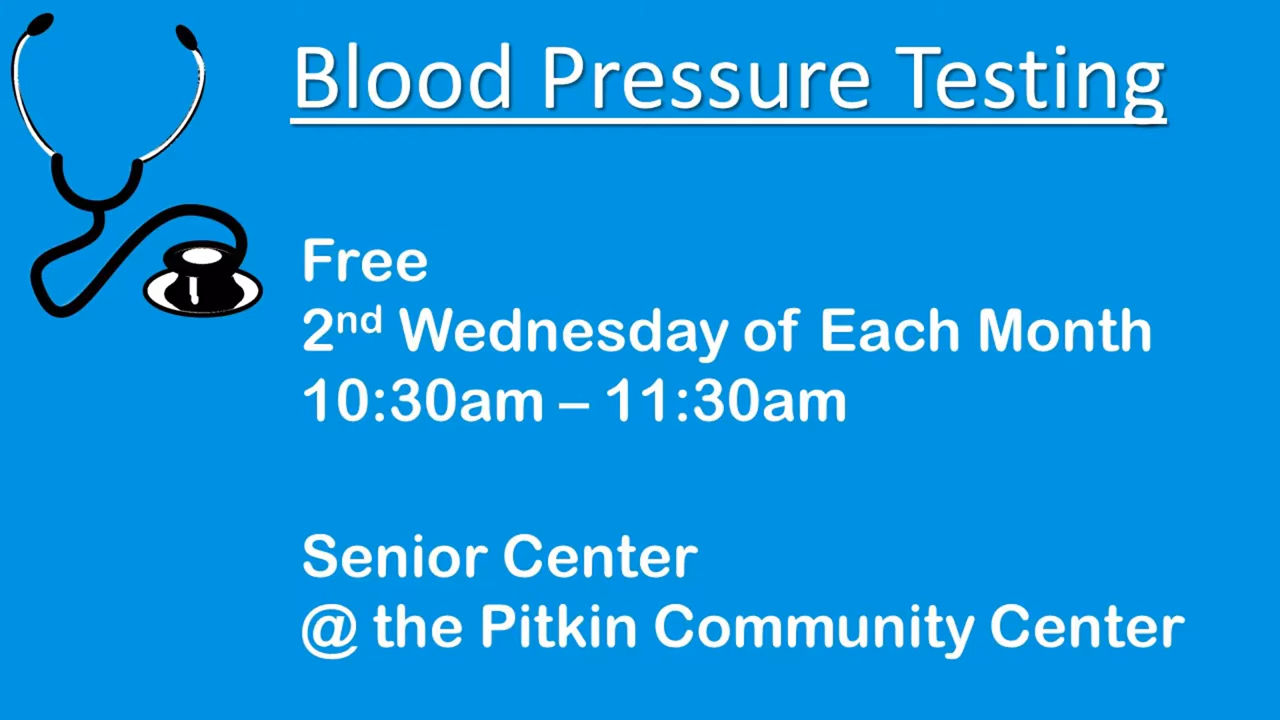 Blood Pressure Testing
Free
2nd Wednesday of Each Month
10:30am – 11:30am
Senior Center
@ the Pitkin Community Center